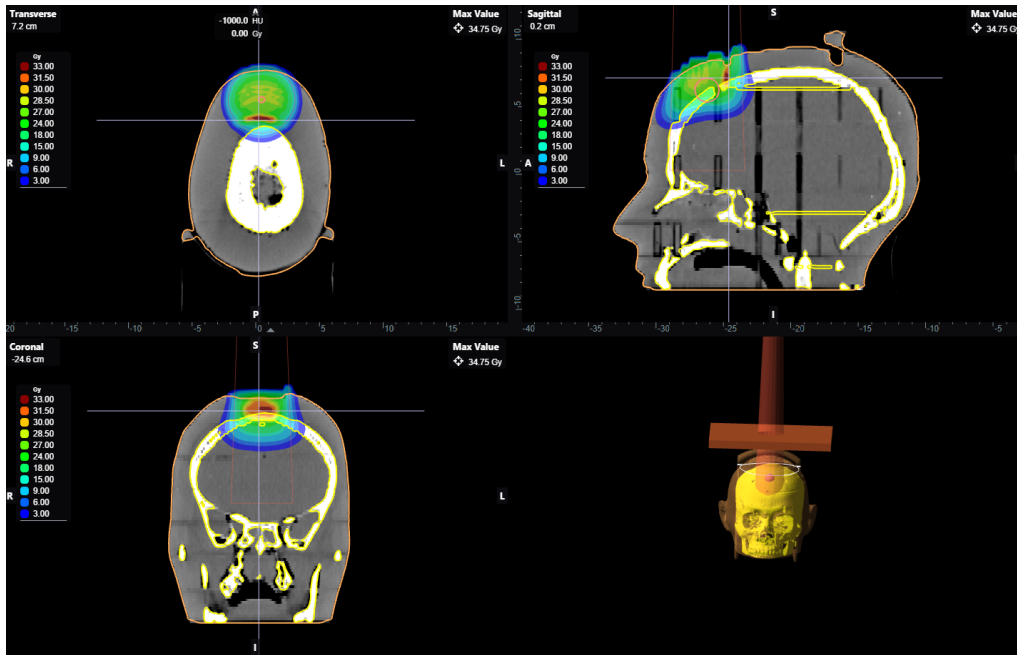 Transverse
7.2 cm
A
-1000.0 HU
0.00 Gy
Max Value
34.75 Gy
Gy
33.00
31.50
30.00
28.50
27.00
24.00
18.00
15.00
9.00
6.00
3.00
R
L
P
20 -15 -10 -5 0 5 10 15
Sagittal
0.2 cm
S
Max Value
34.75 Gy
Gy
33.00
31.50
30.00
28.50
27.00
24.00
18.00
15.00
9.00
6.00
3.00
A
10
5
-5
-10
I
-40 -35 -30 -25 -20 -15 -10 -5
Coronal
-24.6 cm
S
Max Value
34.75 Gy
Gy
33.00
31.50
30.00
28.50
27.00
24.00
18.00
15.00
9.00
6.00
3.00
R
L
I